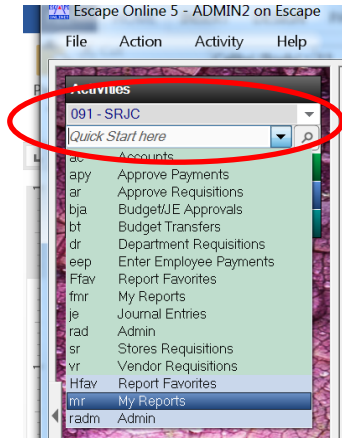 Escape Online 5 - ADMIN2 on Escape
File Action Activity Help
Activities
091 - SRJC
Quick Start here
ac Accounts
apy Approve Payments
ar Approve Requisitions
bja Budget/JE Approvals
bt Budget Transfers
dr Department Requisitions
eep Enter Employee Payments
Ffav Report Favorites
fmr My Reports
je Journal Entries
rad Admin
sr Stores Requisitions
vr Vendor Requisitions
Hfav Report Favorites
mr My Reports
radm Admin